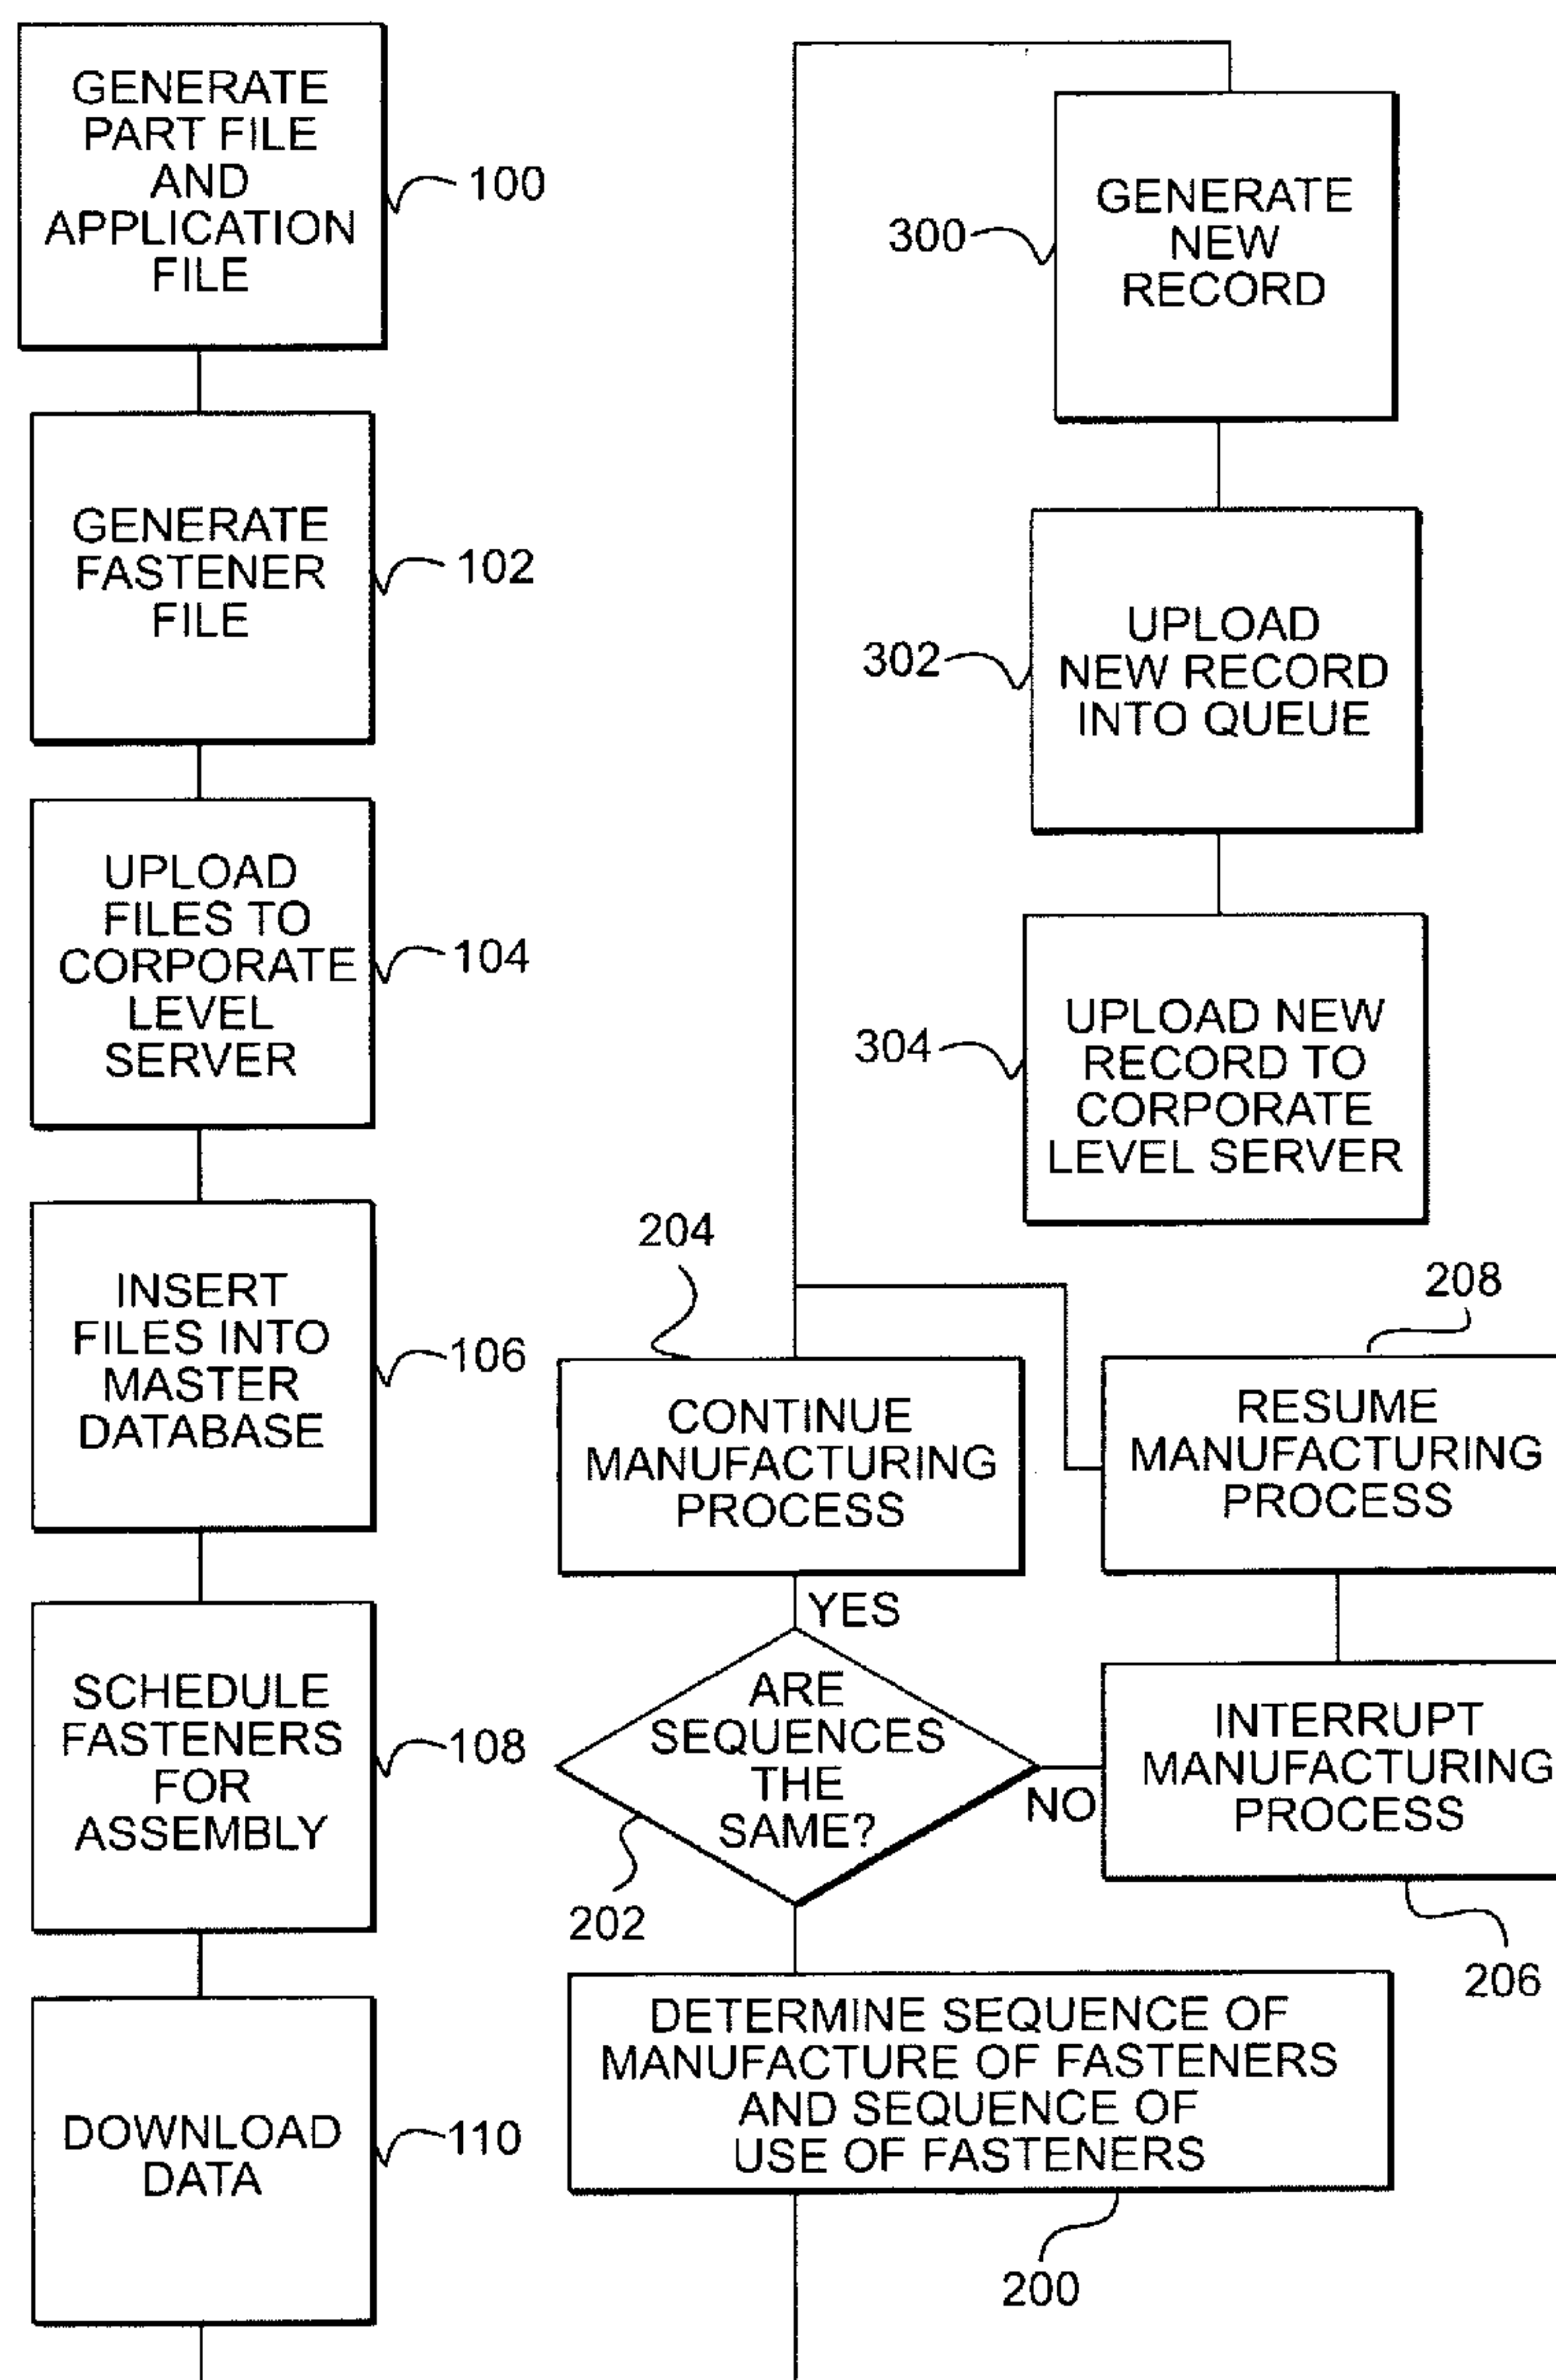 GENERATE
PART FILE
AND
APPLICATION
FILE
100
GENERATE
FASTENER
FILE
102
UPLOAD
FILES TO
CORPORATE
LEVEL
SERVER
104
INSERT
FILES INTO
MASTER
DATABASE
106
SCHEDULE
FASTENERS
FOR
ASSEMBLY
108
DOWNLOAD
DATA
110
GENERATE
NEW
RECORD
300
UPLOAD
NEW RECORD
INTO QUEUE
302
UPLOAD NEW
RECORD TO
CORPORATE
LEVEL SERVER
304
204
CONTINUE
MANUFACTURING
PROCESS
208
RESUME
MANUFACTURING
PROCESS
YES
ARE
SEQUENCES
THE
SAME?
202
NO
INTERRUPT
MANUFACTURING
PROCESS
206
DETERMINE SEQUENCE OF
MANUFACTURE OF FASTENERS
AND SEQUENCE OF
USE OF FASTENERS
200